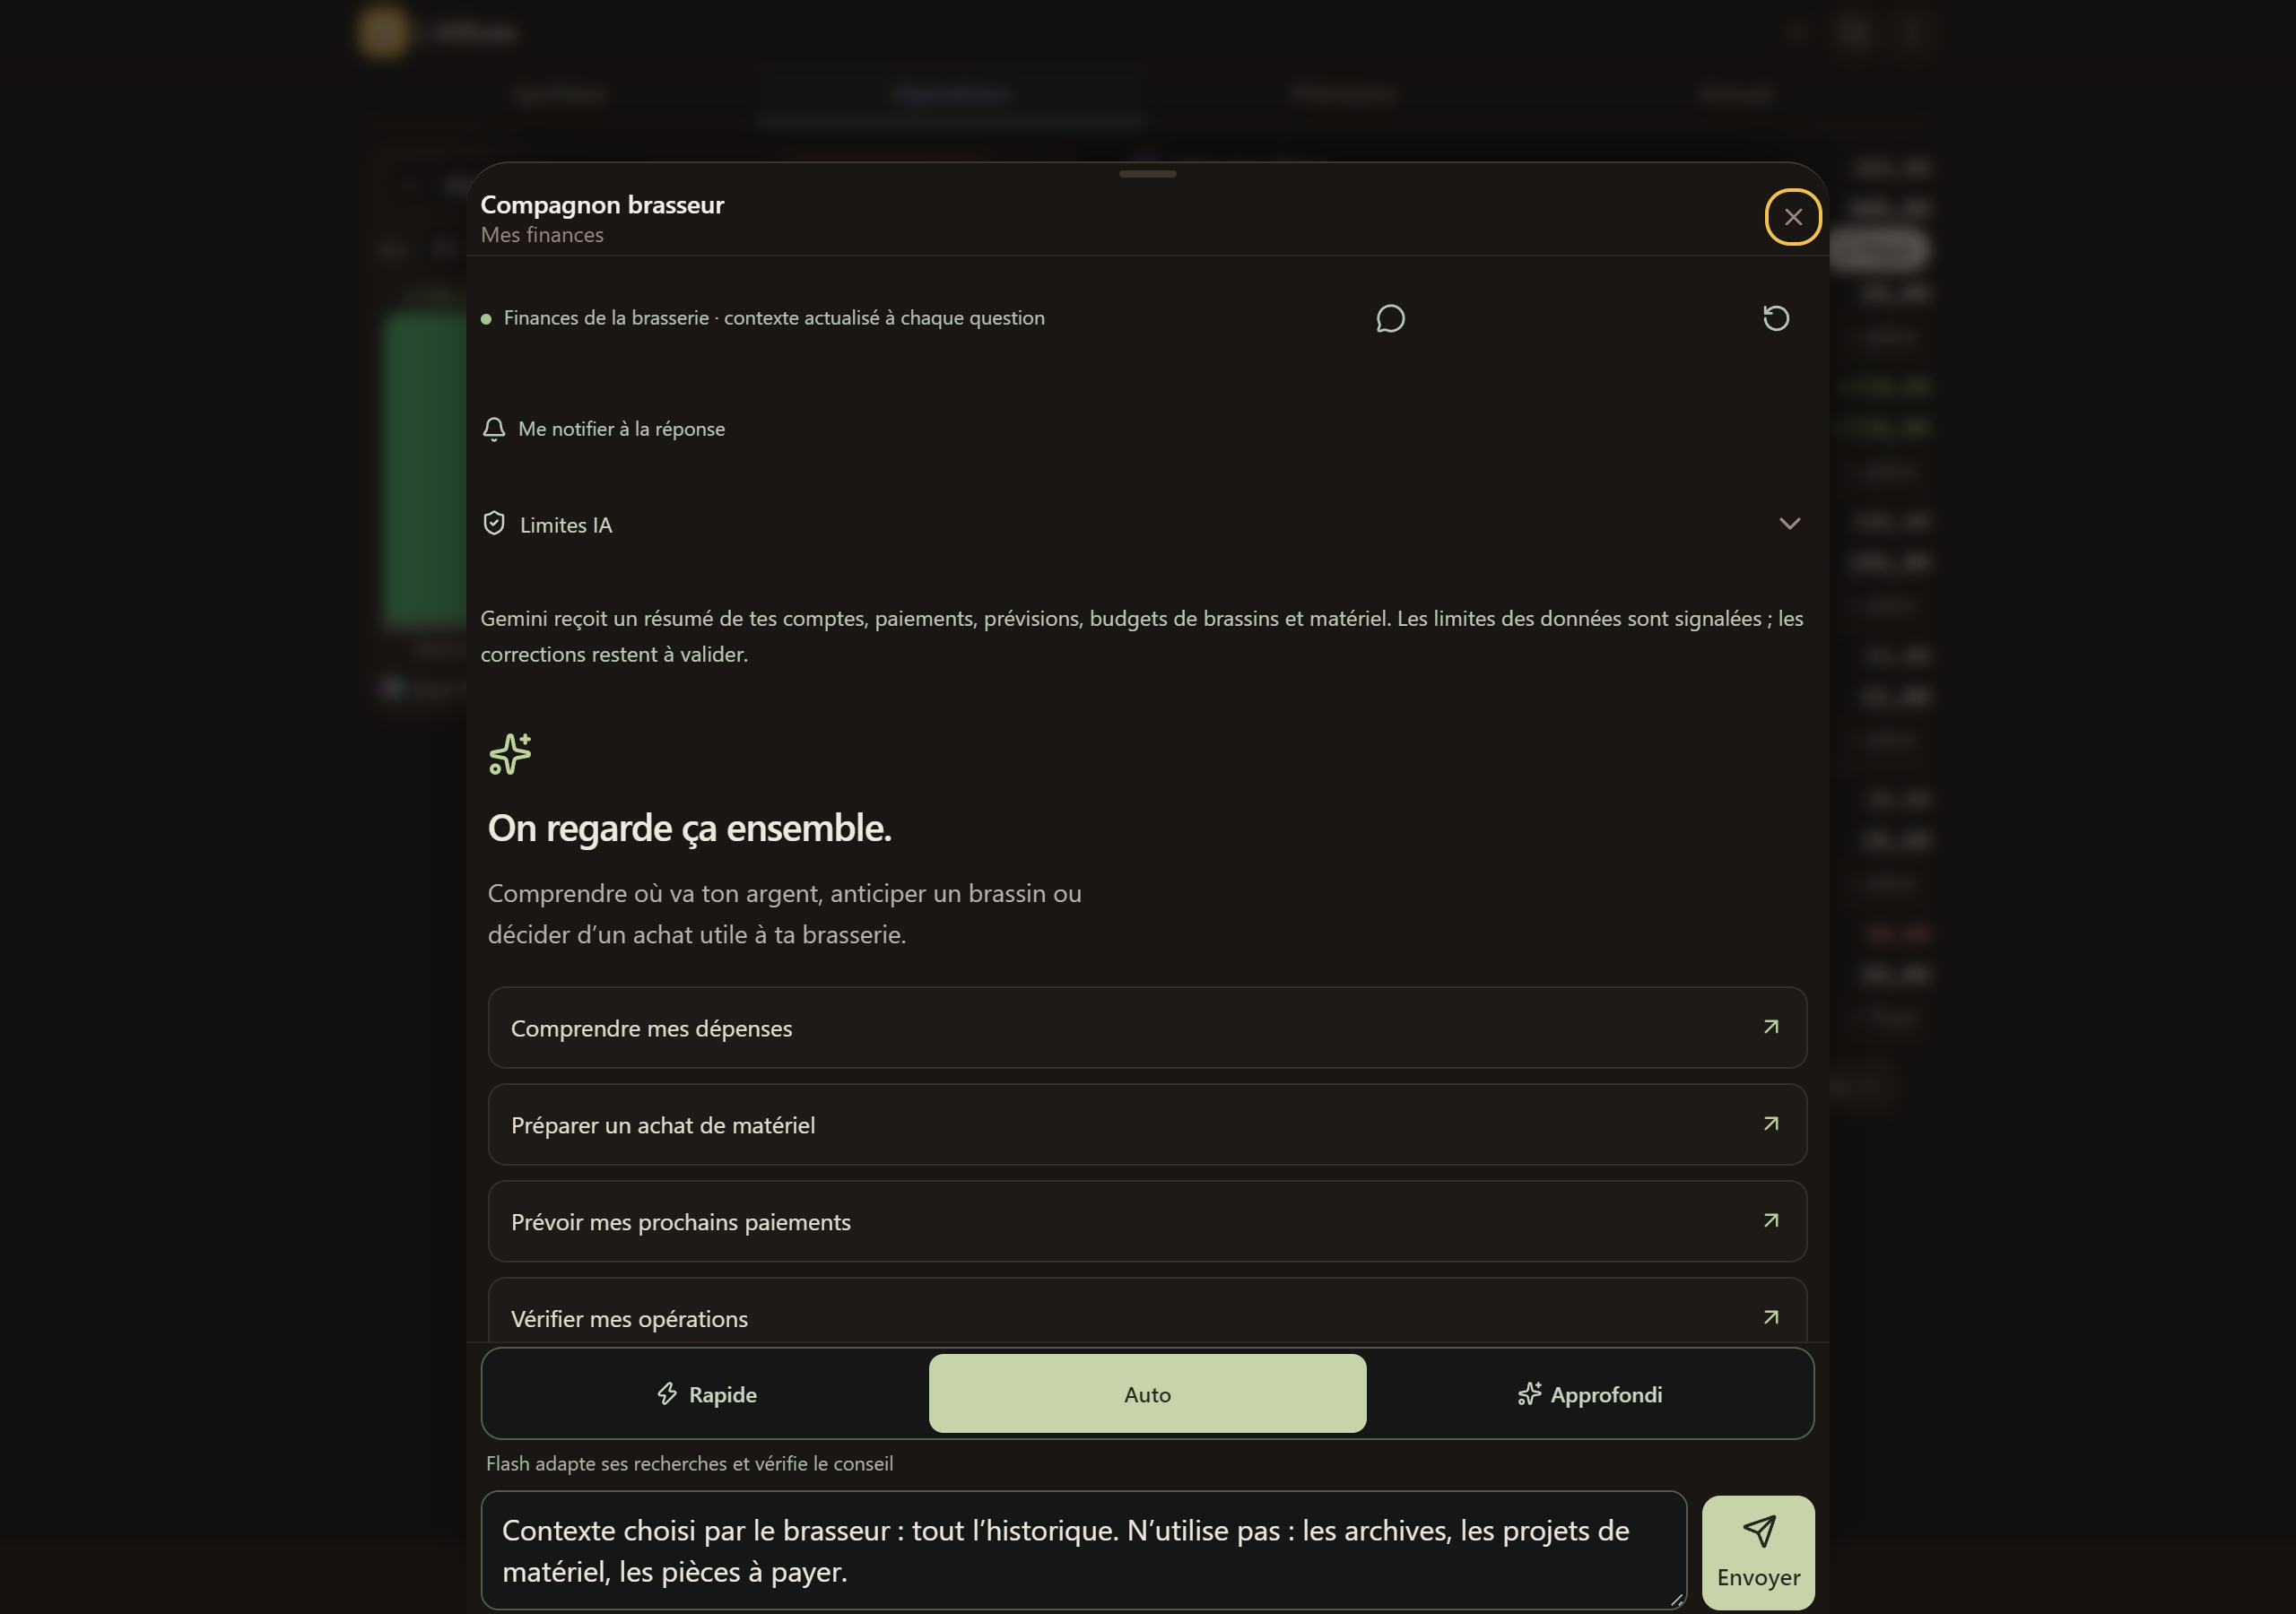 Compagnon brasseur
Mes finances
Finances de la brasserie · contexte actualisé à chaque question
Me notifier à la réponse
Limites IA
Gemini reçoit un résumé de tes comptes, paiements, prévisions, budgets de brassins et matériel. Les limites des données sont signalées ; les
corrections restent à valider.
On regarde ça ensemble.
Comprendre où va ton argent, anticiper un brassin ou
décider d’un achat utile à ta brasserie.
Comprendre mes dépenses
Préparer un achat de matériel
Prévoir mes prochains paiements
Vérifier mes opérations
Rapide
Auto
Approfondi
Flash adapte ses recherches et vérifie le conseil
Contexte choisi par le brasseur : tout l’historique. N’utilise pas : les archives, les projets de
matériel, les pièces à payer.
Envoyer